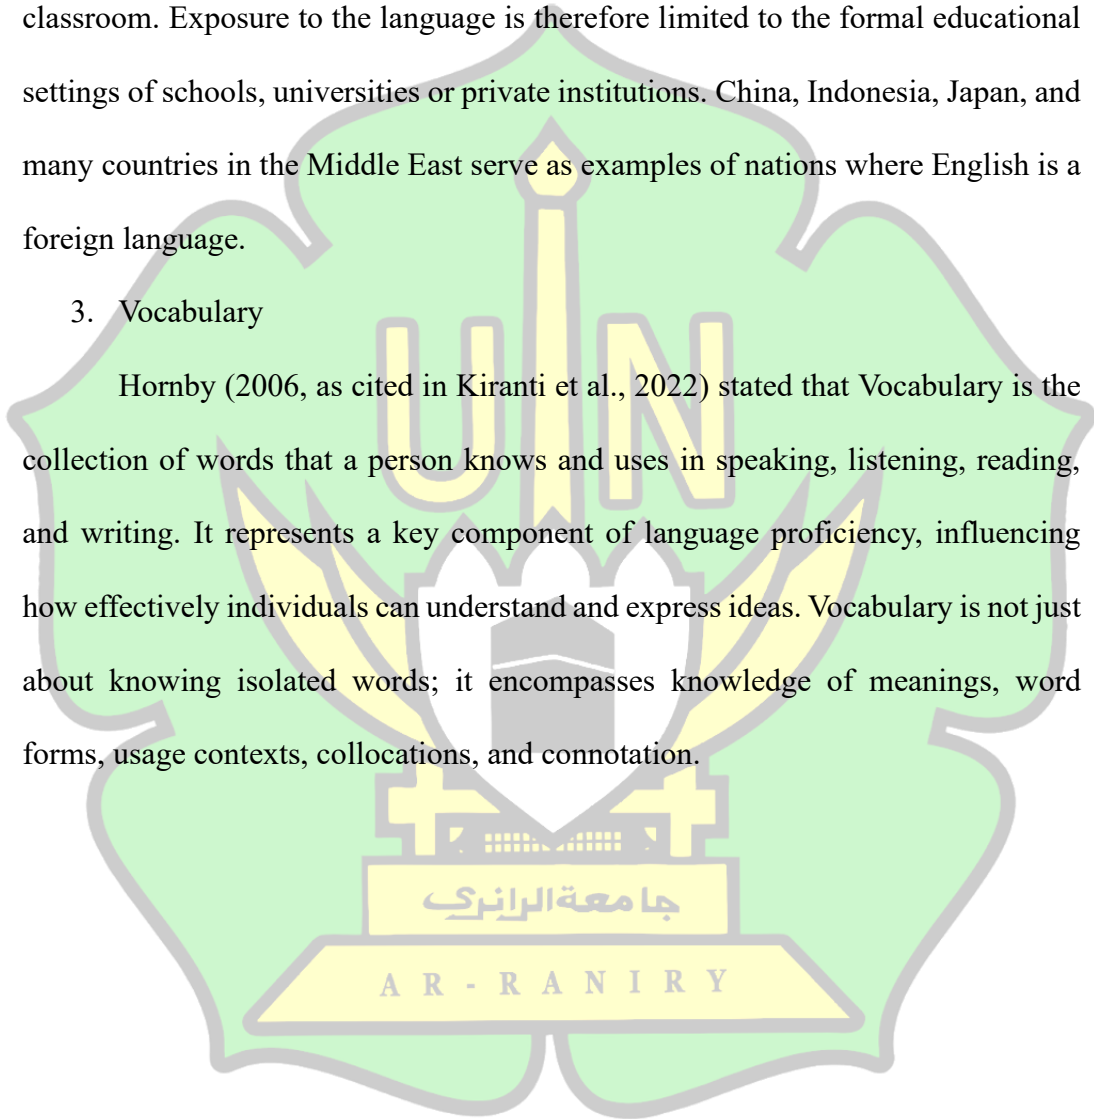 classroom. Exposure to the language is therefore limited to the formal educational
settings of schools, universities or private institutions. China, Indonesia, Japan, and
many countries in the Middle East serve as examples of nations where English is a
foreign language.
3. Vocabulary
Hornby (2006, as cited in Kiranti et al., 2022) stated that Vocabulary is the
collection of words that a person knows and uses in speaking, listening, reading,
and writing. It represents a key component of language proficiency, influencing
how effectively individuals can understand and express ideas. Vocabulary is not just
about knowing isolated words; it encompasses knowledge of meanings, word
forms, usage contexts, collocations, and connotation.
UIN
جامعة الرانري
AR-RANIRY